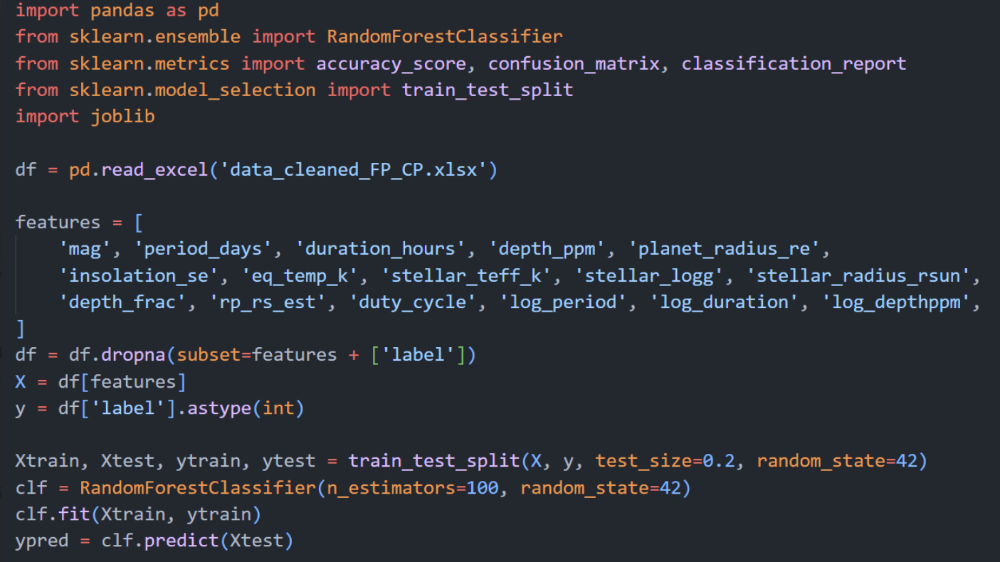 import pandas as pd
from sklearn.ensemble import RandomForestClassifier
from sklearn.metrics import accuracy_score, confusion_matrix, classification_report
from sklearn.model_selection import train_test_split
import joblib

df = pd.read_excel('data_cleaned_FP_CP.xlsx')

features = [
    'mag', 'period_days', 'duration_hours', 'depth_ppm', 'planet_radius_re',
    'insolation_se', 'eq_temp_k', 'stellar_teff_k', 'stellar_logg', 'stellar_radius_rsun',
    'depth_frac', 'rp_rs_est', 'duty_cycle', 'log_period', 'log_duration', 'log_depthppm',
]
df = df.dropna(subset=features + ['label'])
X = df[features]
y = df['label'].astype(int)

Xtrain, Xtest, ytrain, ytest = train_test_split(X, y, test_size=0.2, random_state=42)
clf = RandomForestClassifier(n_estimators=100, random_state=42)
clf.fit(Xtrain, ytrain)
ypred = clf.predict(Xtest)